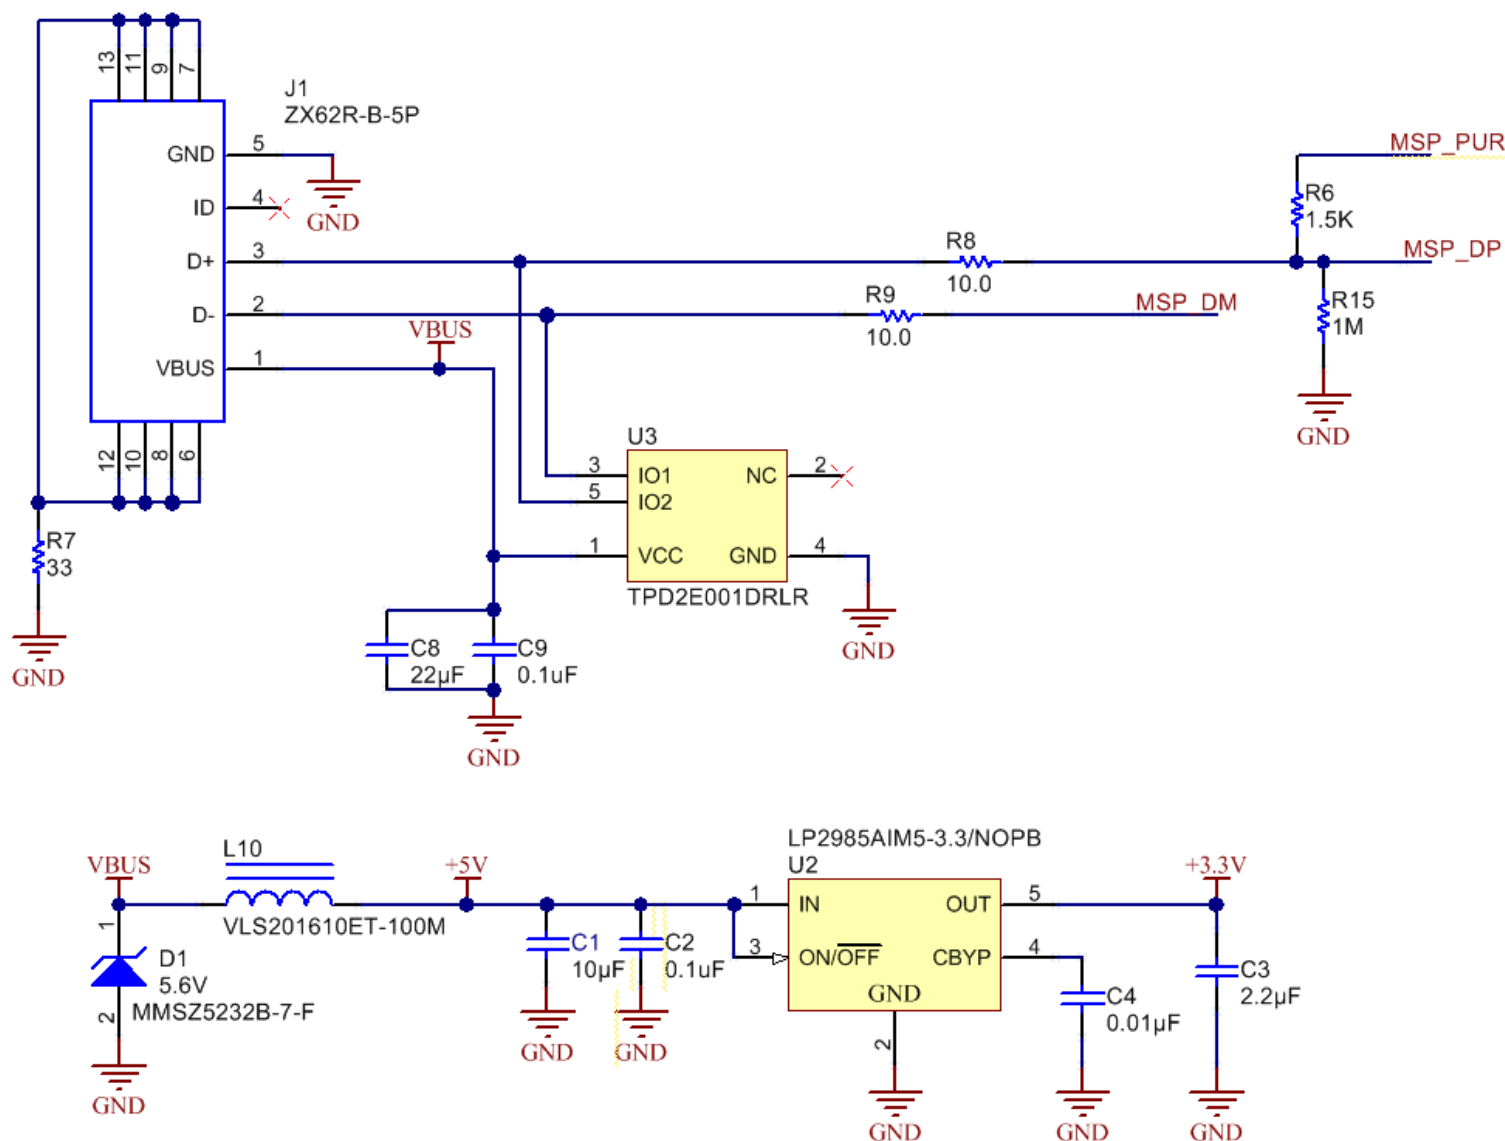 13
11
9
7
J1
ZX62R-B-5P
GND
5
ID
4
GND
D+
3
D-
2
VBUS
1
VBUS
12
10
8
6
R7
33
GND
R8
10.0
R9
10.0
MSP_DM
MSP_PUR
R6
1.5K
MSP_DP
R15
1M
GND
U3
3
IO1
NC
2
5
IO2
1
VCC
GND
4
TPD2E001DRLR
GND
C8
22µF
C9
0.1uF
GND
VBUS
L10
VLS201610ET-100M
+5V
1
D1
5.6V
MMSZ5232B-7-F
2
GND
C1
10µF
GND
C2
0.1uF
GND
LP2985AIM5-3.3/NOPB
U2
1
IN
OUT
5
3
ON/OFF
CBYP
4
GND
2
GND
C4
0.01µF
GND
+3.3V
C3
2.2µF
GND